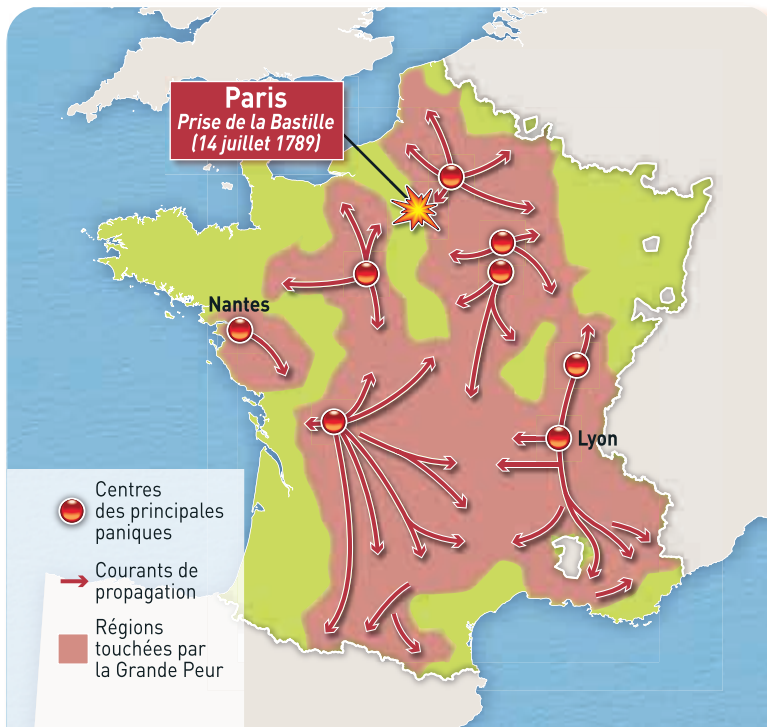 Paris
Prise de la Bastille
(14 juillet 1789)
Nantes
Lyon
Centres
des principales
paniques
Courants de
propagation
Régions
touchées par
la Grande Peur